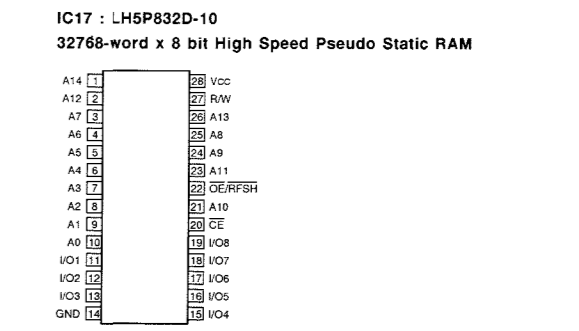 IC17 : LH5P832D-10
32768-word x 8 bit High Speed Pseudo Static RAM
A14 1 28 Vcc
A12 2 27 R/W
A7 3 26 A13
A6 4 25 A8
A5 5 24 A9
A4 6 23 A11
A3 7 22 OE/RFSH
A2 8 21 A10
A1 9 20 CE
A0 10 19 I/O8
I/O1 11 18 I/O7
I/O2 12 17 I/O6
I/O3 13 16 I/O5
GND 14 15 I/O4